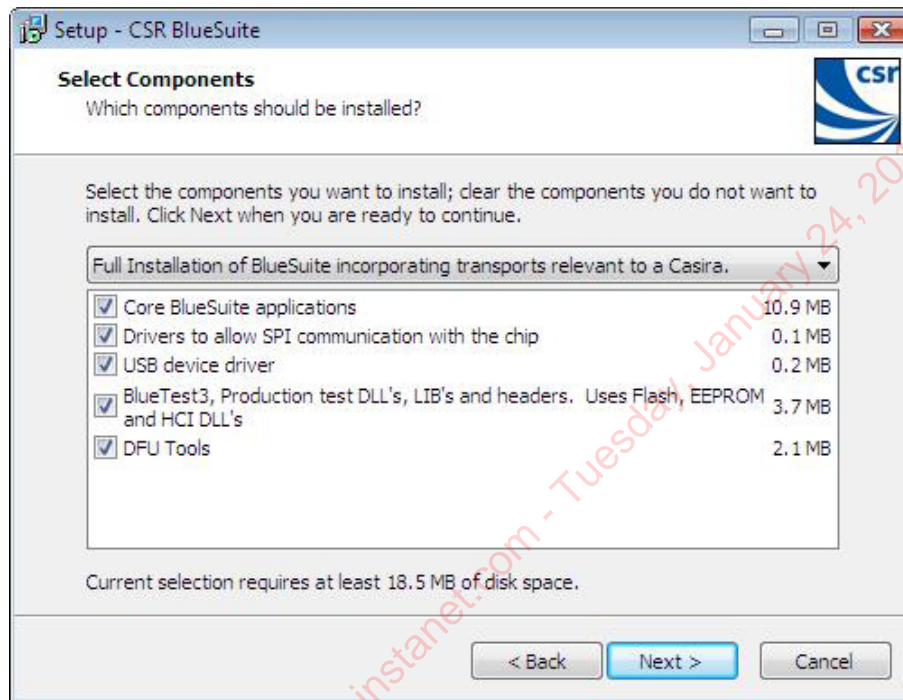 Setup - CSR BlueSuite
Select Components
Which components should be installed?
csr
Select the components you want to install; clear the components you do not want to
install. Click Next when you are ready to continue.
Full Installation of BlueSuite incorporating transports relevant to a Casira.
Core BlueSuite applications 10.9 MB
Drivers to allow SPI communication with the chip 0.1 MB
USB device driver 0.2 MB
BlueTest3, Production test DLL's, LIB's and headers. Uses Flash, EEPROM 3.7 MB
and HCI DLL's
DFU Tools 2.1 MB
Current selection requires at least 18.5 MB of disk space.
< Back Next > Cancel
instanet.com - Tuesday, January 24, 201